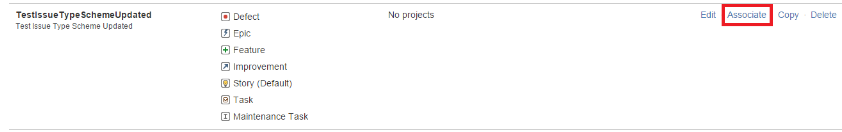 TestIssueTypeSchemeUpdated
Test Issue Type Scheme Updated
Defect
Epic
Feature
Improvement
Story (Default)
Task
Maintenance Task
No projects
Edit · Associate · Copy · Delete